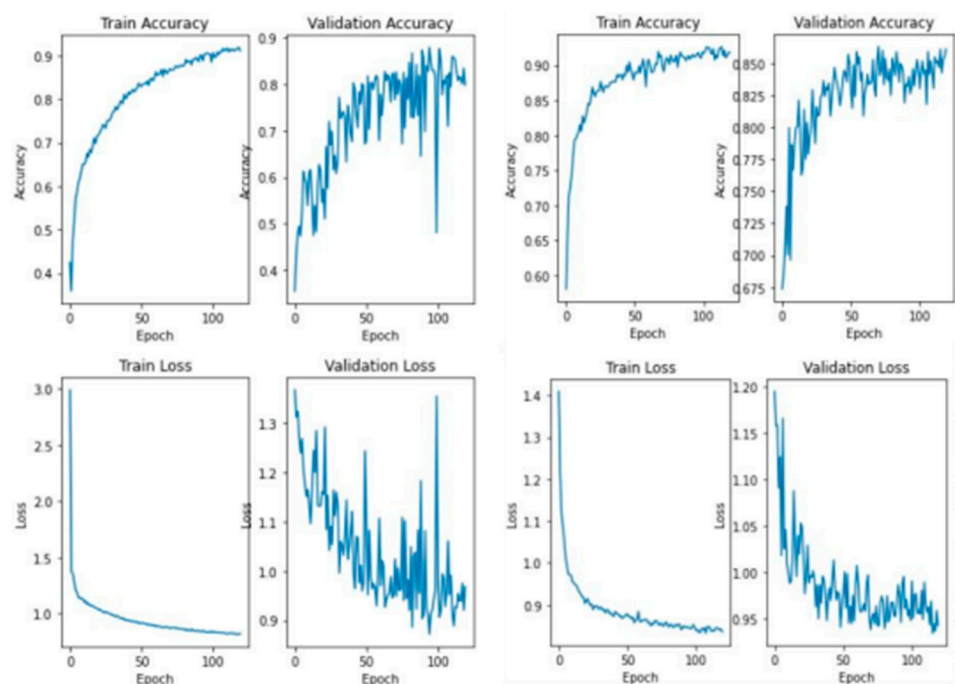 Train Accuracy
0.9
0.8
0.7
0.6
0.5
0.4
Accuracy
0 50 100
Epoch
Validation Accuracy
0.9
0.8
0.7
0.6
0.5
0.4
Accuracy
0 50 100
Epoch
Train Accuracy
0.90
0.85
0.80
0.75
0.70
0.65
0.60
Accuracy
0 50 100
Epoch
Validation Accuracy
0.850
0.825
0.800
0.775
0.750
0.725
0.700
0.675
Accuracy
0 50 100
Epoch
Train Loss
3.0
2.5
2.0
1.5
1.0
Loss
0 50 100
Epoch
Validation Loss
1.3
1.2
1.1
1.0
0.9
Loss
0 50 100
Epoch
Train Loss
1.4
1.3
1.2
1.1
1.0
0.9
Loss
0 50 100
Epoch
Validation Loss
1.20
1.15
1.10
1.05
1.00
0.95
Loss
0 50 100
Epoch